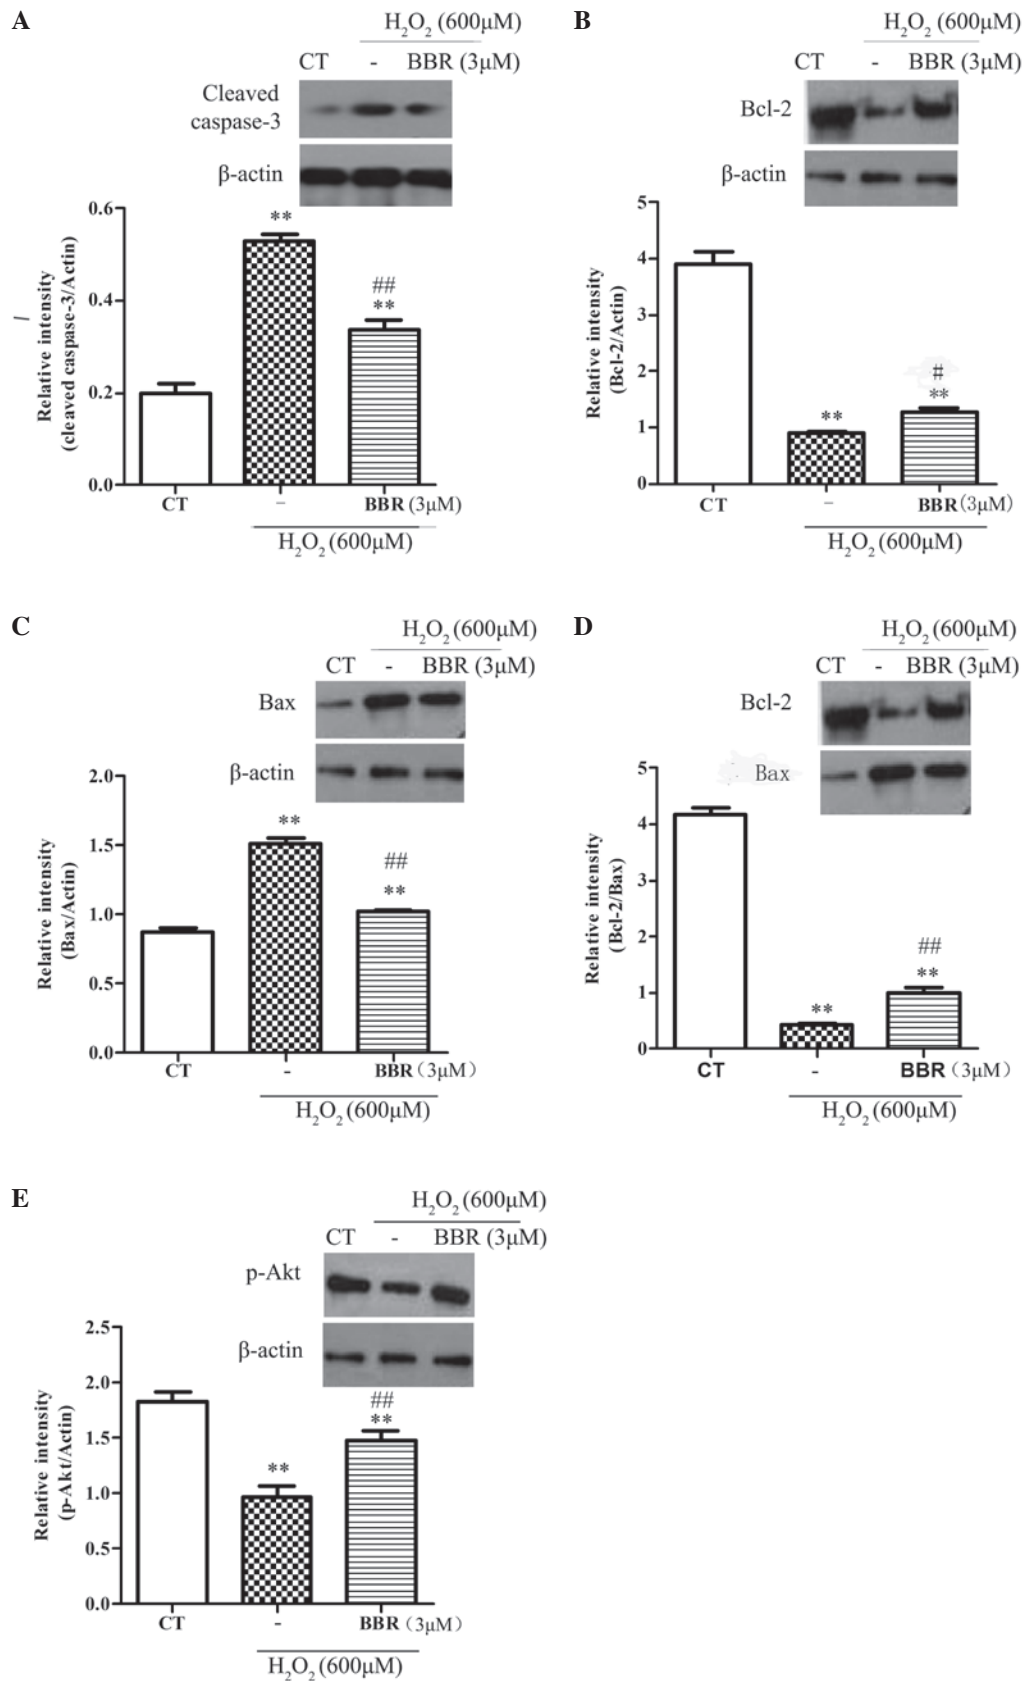 A
H₂O₂ (600μM)
CT - BBR (3μM)
Cleaved
caspase-3
β-actin
Relative intensity
(cleaved caspase-3/Actin)
0.6
0.4
0.2
0.0
**
##
**
CT - BBR (3μM)
H₂O₂ (600μM)
B
H₂O₂ (600μM)
CT - BBR (3μM)
Bcl-2
β-actin
Relative intensity
(Bcl-2/Actin)
5
4
3
2
1
0
**
#
**
CT - BBR (3μM)
H₂O₂ (600μM)
C
H₂O₂ (600μM)
CT - BBR (3μM)
Bax
β-actin
Relative intensity
(Bax/Actin)
2.0
1.5
1.0
0.5
0.0
**
##
**
CT - BBR (3μM)
H₂O₂ (600μM)
D
H₂O₂ (600μM)
CT - BBR (3μM)
Bcl-2
Bax
Relative intensity
(Bcl-2/Bax)
5
4
3
2
1
0
**
##
**
CT - BBR (3μM)
H₂O₂ (600μM)
E
H₂O₂ (600μM)
CT - BBR (3μM)
p-Akt
β-actin
Relative intensity
(p-Akt/Actin)
2.5
2.0
1.5
1.0
0.5
0.0
**
##
**
CT - BBR (3μM)
H₂O₂ (600μM)